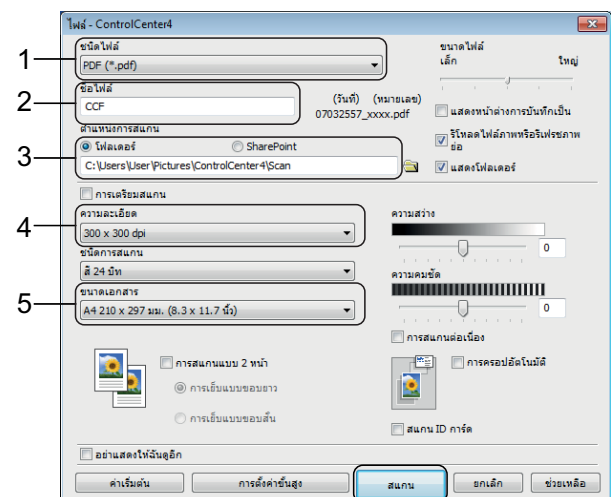 ไฟล์ - ControlCenter4
1
ชนิดไฟล์
PDF (*.pdf)
ขนาดไฟล์
เล็ก ใหญ่
2
ชื่อไฟล์
CCF
(วันที่) (หมายเลข)
07032557_xxxx.pdf
แสดงหน้าต่างการบันทึกเป็น
3
ตำแหน่งการสแกน
โฟลเดอร์ SharePoint
C:\Users\User\Pictures\ControlCenter4\Scan
รีโหลดไฟล์ภาพหรือรีเฟรชภาพ
ย่อ
แสดงโฟลเดอร์
การเตรียมสแกน
4
ความละเอียด
300 x 300 dpi
ชนิดการสแกน
สี 24 บิท
5
ขนาดเอกสาร
A4 210 x 297 มม. (8.3 x 11.7 นิ้ว)
ความสว่าง
0
ความคมชัด
0
การสแกนต่อเนื่อง
การสแกนแบบ 2 หน้า
การเย็บแบบขอบยาว
การเย็บแบบขอบสั้น
การครอปอัตโนมัติ
สแกน ID การ์ด
อย่าแสดงให้ฉันดูอีก
ค่าเริ่มต้น การตั้งค่าขั้นสูง สแกน ยกเลิก ช่วยเหลือ